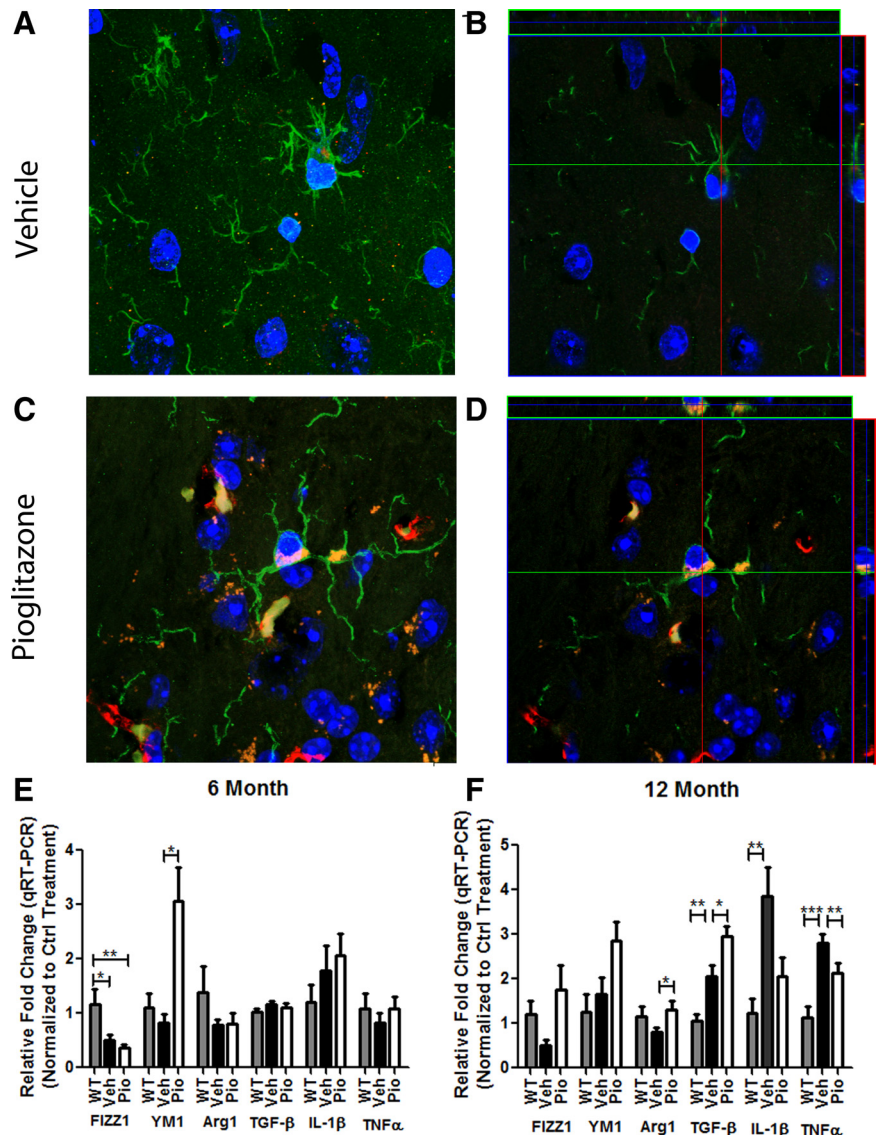 A
B
Vehicle
C
D
Pioglitazone
E
6 Month
F
12 Month
Relative Fold Change (qRT-PCR)
(Normalized to Ctrl Treatment)
4
3
2
1
0
*
**
*
WT Veh Pio WT Veh Pio WT Veh Pio WT Veh Pio WT Veh Pio WT Veh Pio
FIZZ1 YM1 Arg1 TGF-β IL-1β TNFα
Relative Fold Change (qRT-PCR)
(Normalized to Ctrl Treatment)
5
4
3
2
1
0
**
** * *** **
*
WT Veh Pio WT Veh Pio WT Veh Pio WT Veh Pio WT Veh Pio WT Veh Pio
FIZZ1 YM1 Arg1 TGF-β IL-1β TNFα